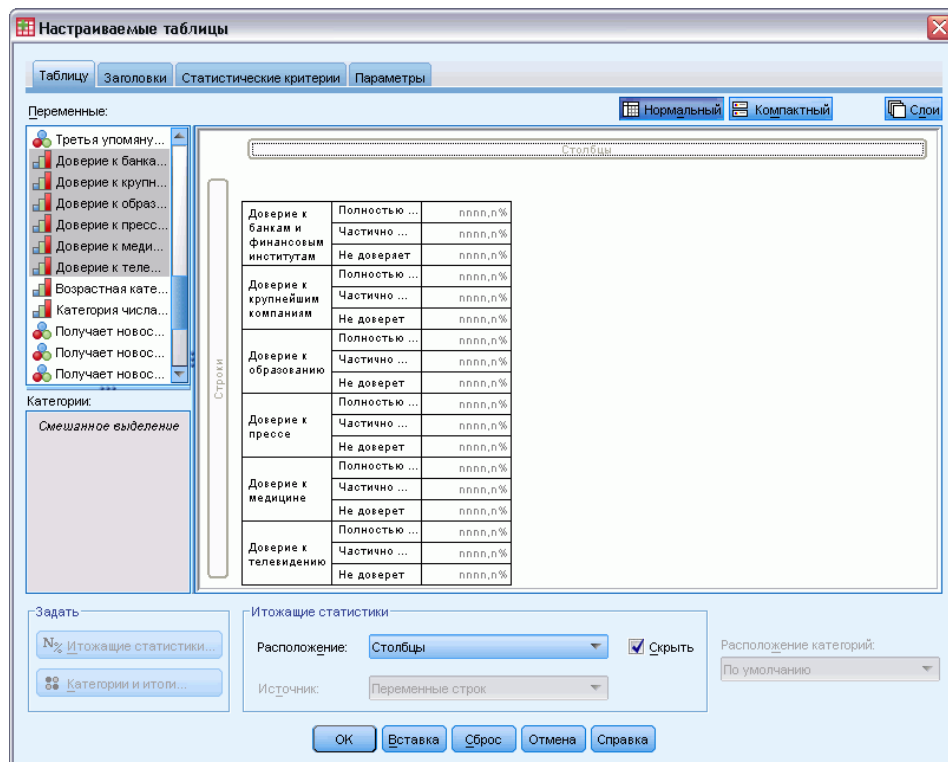 Настраиваемые таблицы
Таблицу Заголовки Статистические критерии Параметры
Переменные:
Нормальный Компактный Слои
Третья упомяну...
Доверие к банка...
Доверие к крупн...
Доверие к образ...
Доверие к пресс...
Доверие к меди...
Доверие к теле...
Возрастная кате...
Категория числа...
Получает новос...
Получает новос...
Получает новос...
Категории:
Смешанное выделение
Столбцы
Строки
Доверие к
банкам и
финансовым
институтам
Полностью ... nnnn,n%
Частично ... nnnn,n%
Не доверяет nnnn,n%
Доверие к
крупнейшим
компаниям
Полностью ... nnnn,n%
Частично ... nnnn,n%
Не доверет nnnn,n%
Доверие к
образованию
Полностью ... nnnn,n%
Частично ... nnnn,n%
Не доверет nnnn,n%
Доверие к
прессе
Полностью ... nnnn,n%
Частично ... nnnn,n%
Не доверет nnnn,n%
Доверие к
медицине
Полностью ... nnnn,n%
Частично ... nnnn,n%
Не доверет nnnn,n%
Доверие к
телевидению
Полностью ... nnnn,n%
Частично ... nnnn,n%
Не доверет nnnn,n%
Задать
N% Итожащие статистики...
Категории и итоги...
Итожащие статистики
Расположение: Столбцы Скрыть
Источник: Переменные строк
Расположение категорий:
По умолчанию
OK Вставка Сброс Отмена Справка